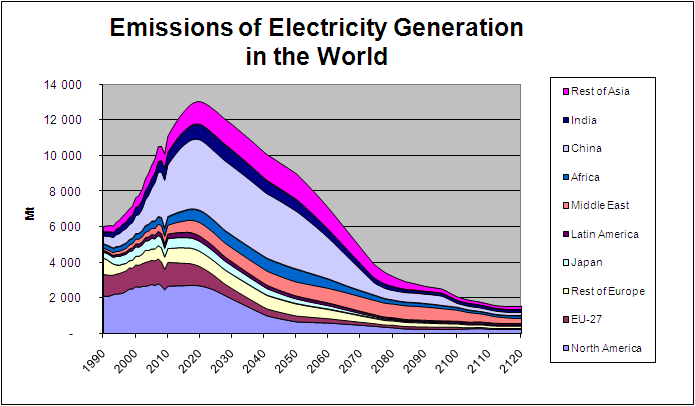 Emissions of Electricity Generation
in the World
14 000
12 000
10 000
8 000
6 000
4 000
2 000
-
Mt
1990
2000
2010
2020
2030
2040
2050
2060
2070
2080
2090
2100
2110
2120
Rest of Asia
India
China
Africa
Middle East
Latin America
Japan
Rest of Europe
EU-27
North America